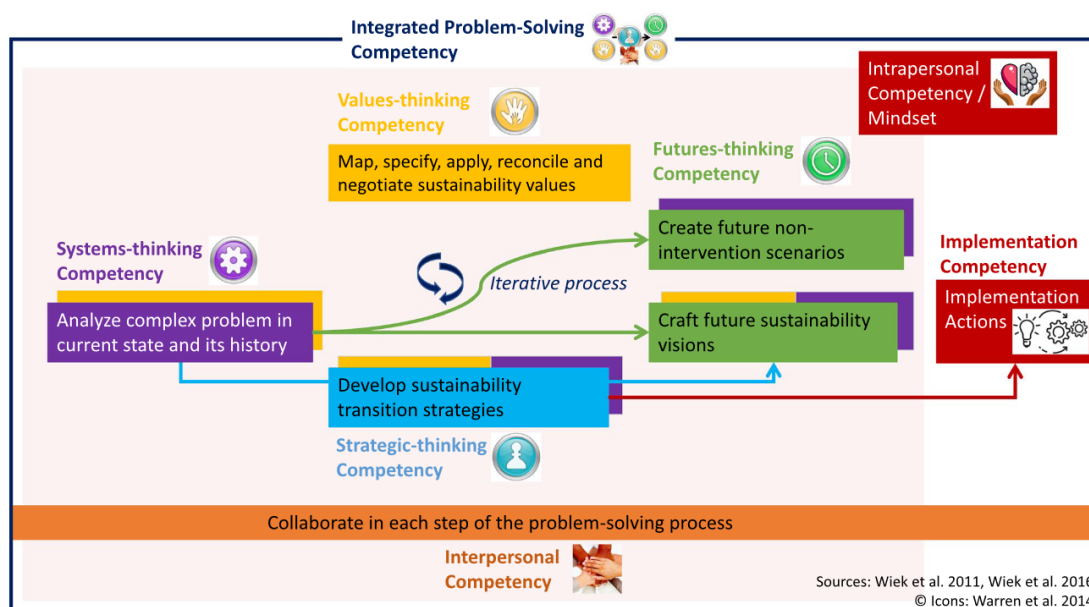 Integrated Problem-Solving
Competency
Intrapersonal
Competency /
Mindset
Values-thinking
Competency
Map, specify, apply, reconcile and
negotiate sustainability values
Futures-thinking
Competency
Create future non-
intervention scenarios
Systems-thinking
Competency
Iterative process
Implementation
Competency
Analyze complex problem in
current state and its history
Craft future sustainability
visions
Implementation
Actions
Develop sustainability
transition strategies
Strategic-thinking
Competency
Collaborate in each step of the problem-solving process
Interpersonal
Competency
Sources: Wiek et al. 2011, Wiek et al. 2016
© Icons: Warren et al. 2014